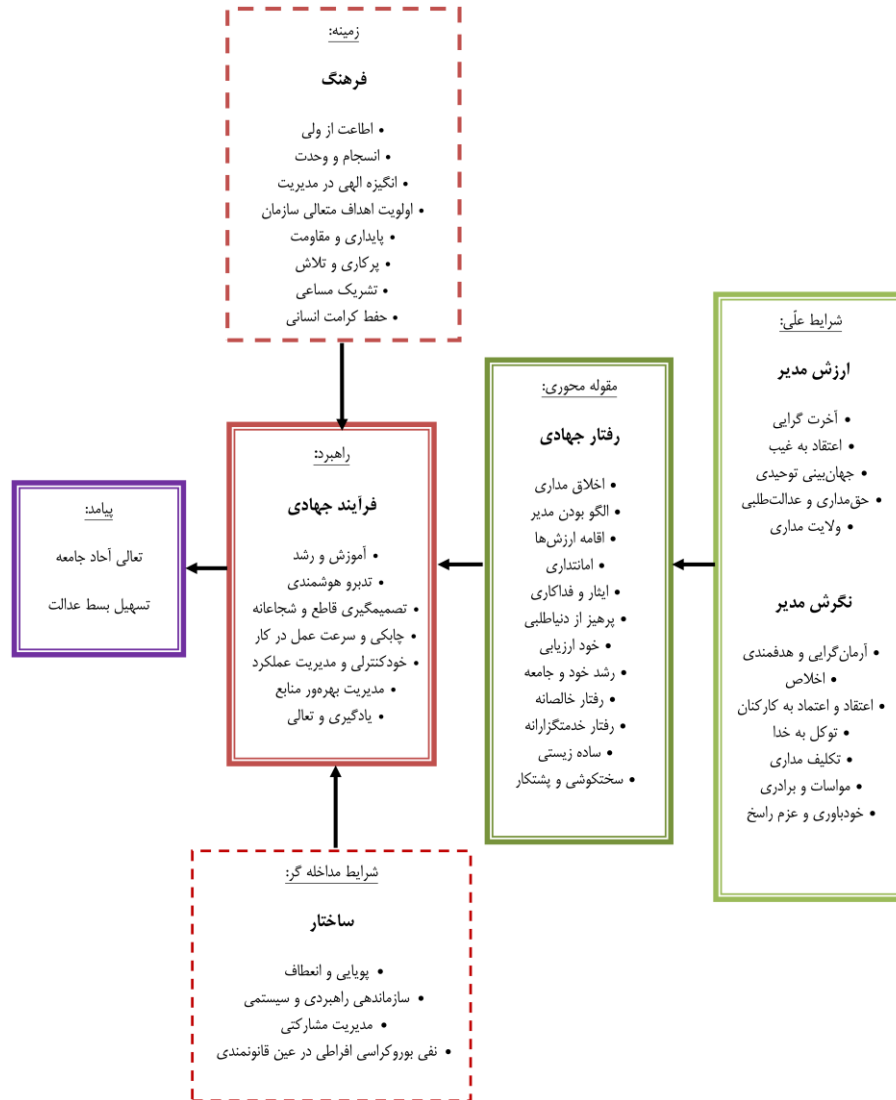 زمینه:
فرهنگ
• اطاعت از ولی
• انسجام و وحدت
• انگیزه الهی در مدیریت
• اولویت اهداف متعالی سازمان
• پایداری و مقاومت
• پرکاری و تلاش
• تشریک مساعی
• حفظ کرامت انسانی
شرایط علّی:
ارزش مدیر
• آخرت گرایی
• اعتقاد به غیب
• جهان‌بینی توحیدی
• حق‌مداری و عدالت‌طلبی
• ولایت مداری
نگرش مدیر
• آرمان‌گرایی و هدفمندی
• اخلاص
• اعتقاد و اعتماد به کارکنان
• توکل به خدا
• تکلیف مداری
• مواسات و برادری
• خودباوری و عزم راسخ
مقوله محوری:
رفتار جهادی
• اخلاق مداری
• الگو بودن مدیر
• اقامه ارزش‌ها
• امانتداری
• ایثار و فداکاری
• پرهیز از دنیاطلبی
• خود ارزیابی
• رشد خود و جامعه
• رفتار خالصانه
• رفتار خدمتگزارانه
• ساده زیستی
• سختکوشی و پشتکار
راهبرد:
فرآیند جهادی
• آموزش و رشد
• تدبرو هوشمندی
• تصمیمگیری قاطع و شجاعانه
• چابکی و سرعت عمل در کار
• خودکنترلی و مدیریت عملکرد
• مدیریت بهره‌ور منابع
• یادگیری و تعالی
پیامد:
تعالی آحاد جامعه
تسهیل بسط عدالت
شرایط مداخله گر:
ساختار
• پویایی و انعطاف
• سازماندهی راهبردی و سیستمی
• مدیریت مشارکتی
• نفی بوروکراسی افراطی در عین قانونمندی